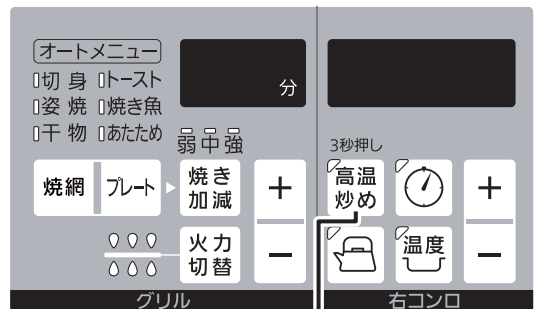 オートメニュー
切身 トースト
姿焼 焼き魚
干物 あたため
分
弱 中 強
焼網 プレート
焼き
加減
+
火力
切替
−
グリル
3秒押し
高温
炒め
+
温度
−
右コンロ